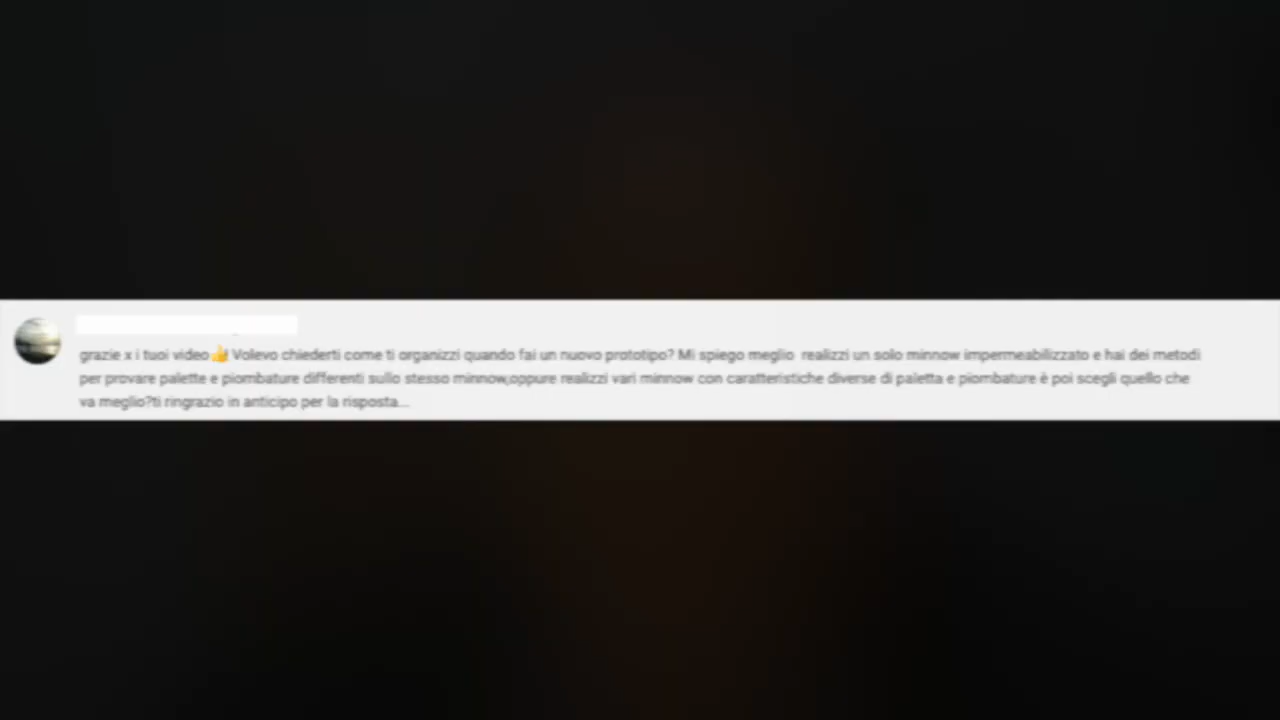 grazie x i tuoi video👍! Volevo chiederti come ti organizzi quando fai un nuovo prototipo? Mi spiego meglio realizzi un solo minnow impermeabilizzato e hai dei metodi
per provare palette e piombature differenti sullo stesso minnow,oppure realizzi vari minnow con caratteristiche diverse di paletta e piombature è poi scegli quello che
va meglio?ti ringrazio in anticipo per la risposta...